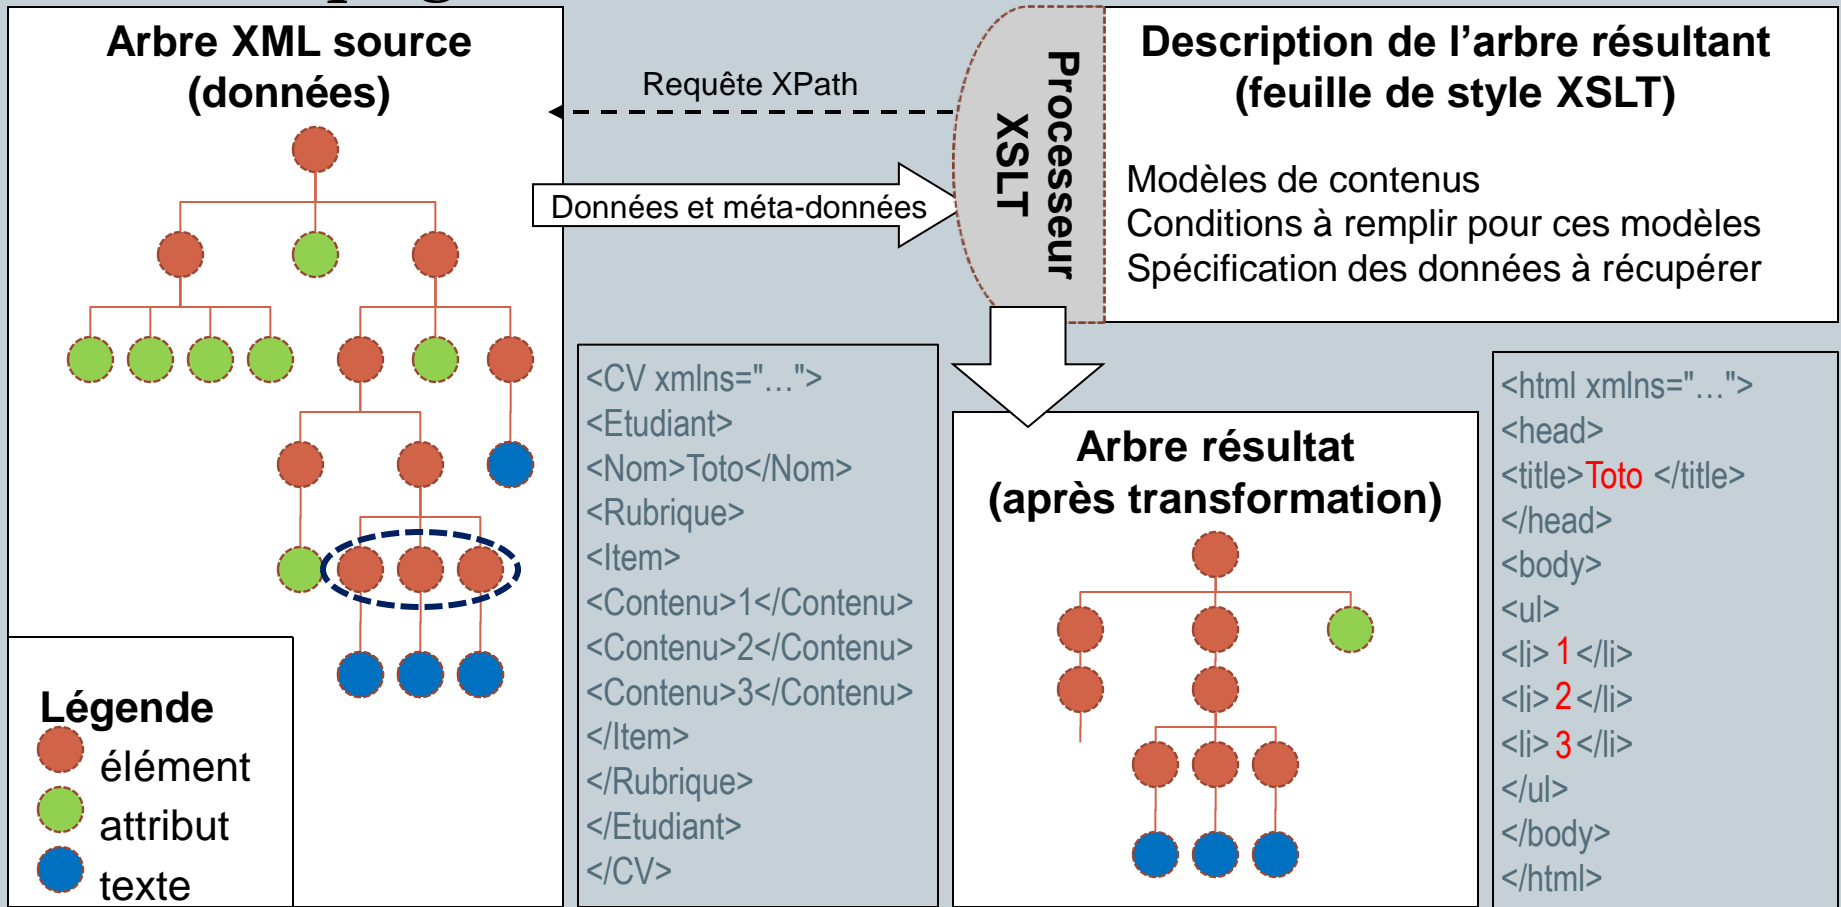 Arbre XML source
(données)
Légende
élément
attribut
texte
Requête XPath
Données et méta-données
Processeur
XSLT
Description de l’arbre résultant
(feuille de style XSLT)
Modèles de contenus
Conditions à remplir pour ces modèles
Spécification des données à récupérer
<CV xmlns="…">
<Etudiant>
<Nom>Toto</Nom>
<Rubrique>
<Item>
<Contenu>1</Contenu>
<Contenu>2</Contenu>
<Contenu>3</Contenu>
</Item>
</Rubrique>
</Etudiant>
</CV>
Arbre résultat
(après transformation)
<html xmlns="…">
<head>
<title>Toto </title>
</head>
<body>
<ul>
<li> 1 </li>
<li> 2 </li>
<li> 3 </li>
</ul>
</body>
</html>